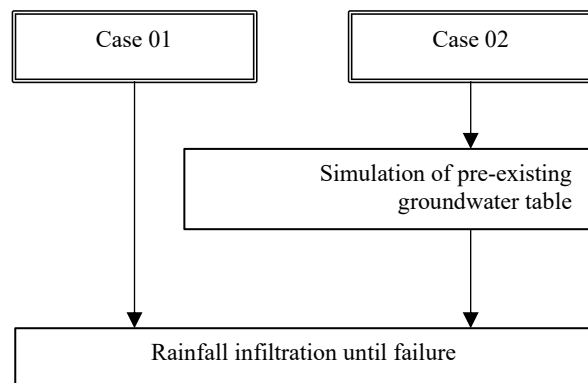 Case 01
Case 02
Simulation of pre-existing
groundwater table
Rainfall infiltration until failure